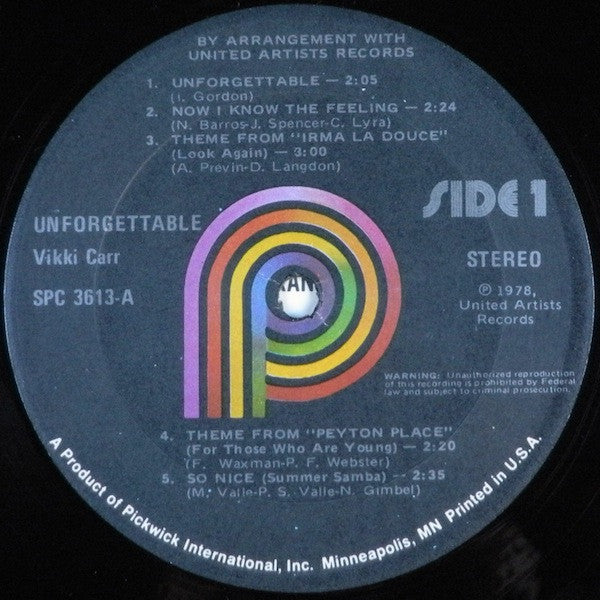 BY ARRANGEMENT WITH
UNITED ARTISTS RECORDS
1. UNFORGETTABLE — 2:05
(I. Gordon)
2. NOW I KNOW THE FEELING — 2:24
(N. Barros-J. Spencer-C. Lyra)
3. THEME FROM "IRMA LA DOUCE"
(Look Again) — 3:00
(A. Previn-D. Langdon)
SIDE 1
UNFORGETTABLE
Vikki Carr
SPC 3613-A
STEREO
℗ 1978,
United Artists
Records
WARNING: Unauthorized reproduction
of this recording is prohibited by Federal
law and subject to criminal prosecution.
4. THEME FROM "PEYTON PLACE"
(For Those Who Are Young) — 2:20
(F. Waxman-P. F. Webster)
5. SO NICE (Summer Samba) — 2:35
(M. Valle-P. S. Valle-N. Gimbel)
A Product of Pickwick International, Inc. Minneapolis, MN Printed in U.S.A.